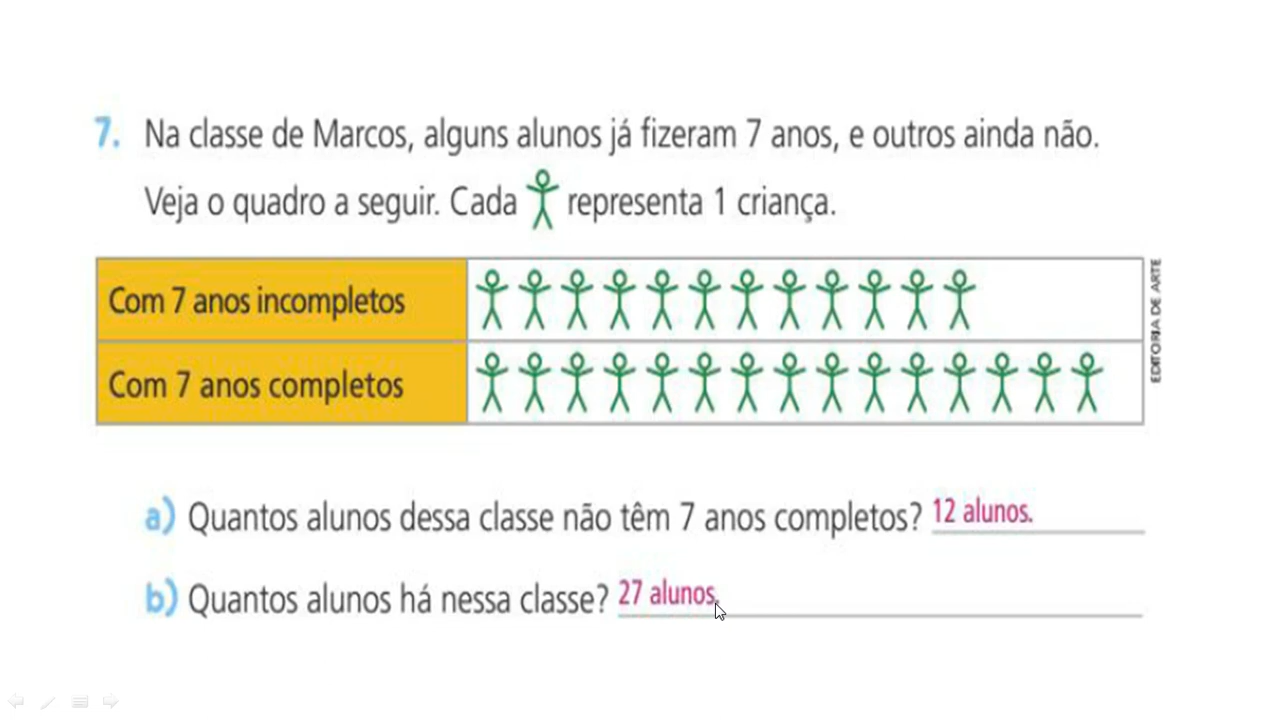 7. Na classe de Marcos, alguns alunos já fizeram 7 anos, e outros ainda não.
Veja o quadro a seguir. Cada representa 1 criança.
Com 7 anos incompletos
Com 7 anos completos
EDITORIA DE ARTE
a) Quantos alunos dessa classe não têm 7 anos completos? 12 alunos.
b) Quantos alunos há nessa classe? 27 alunos.